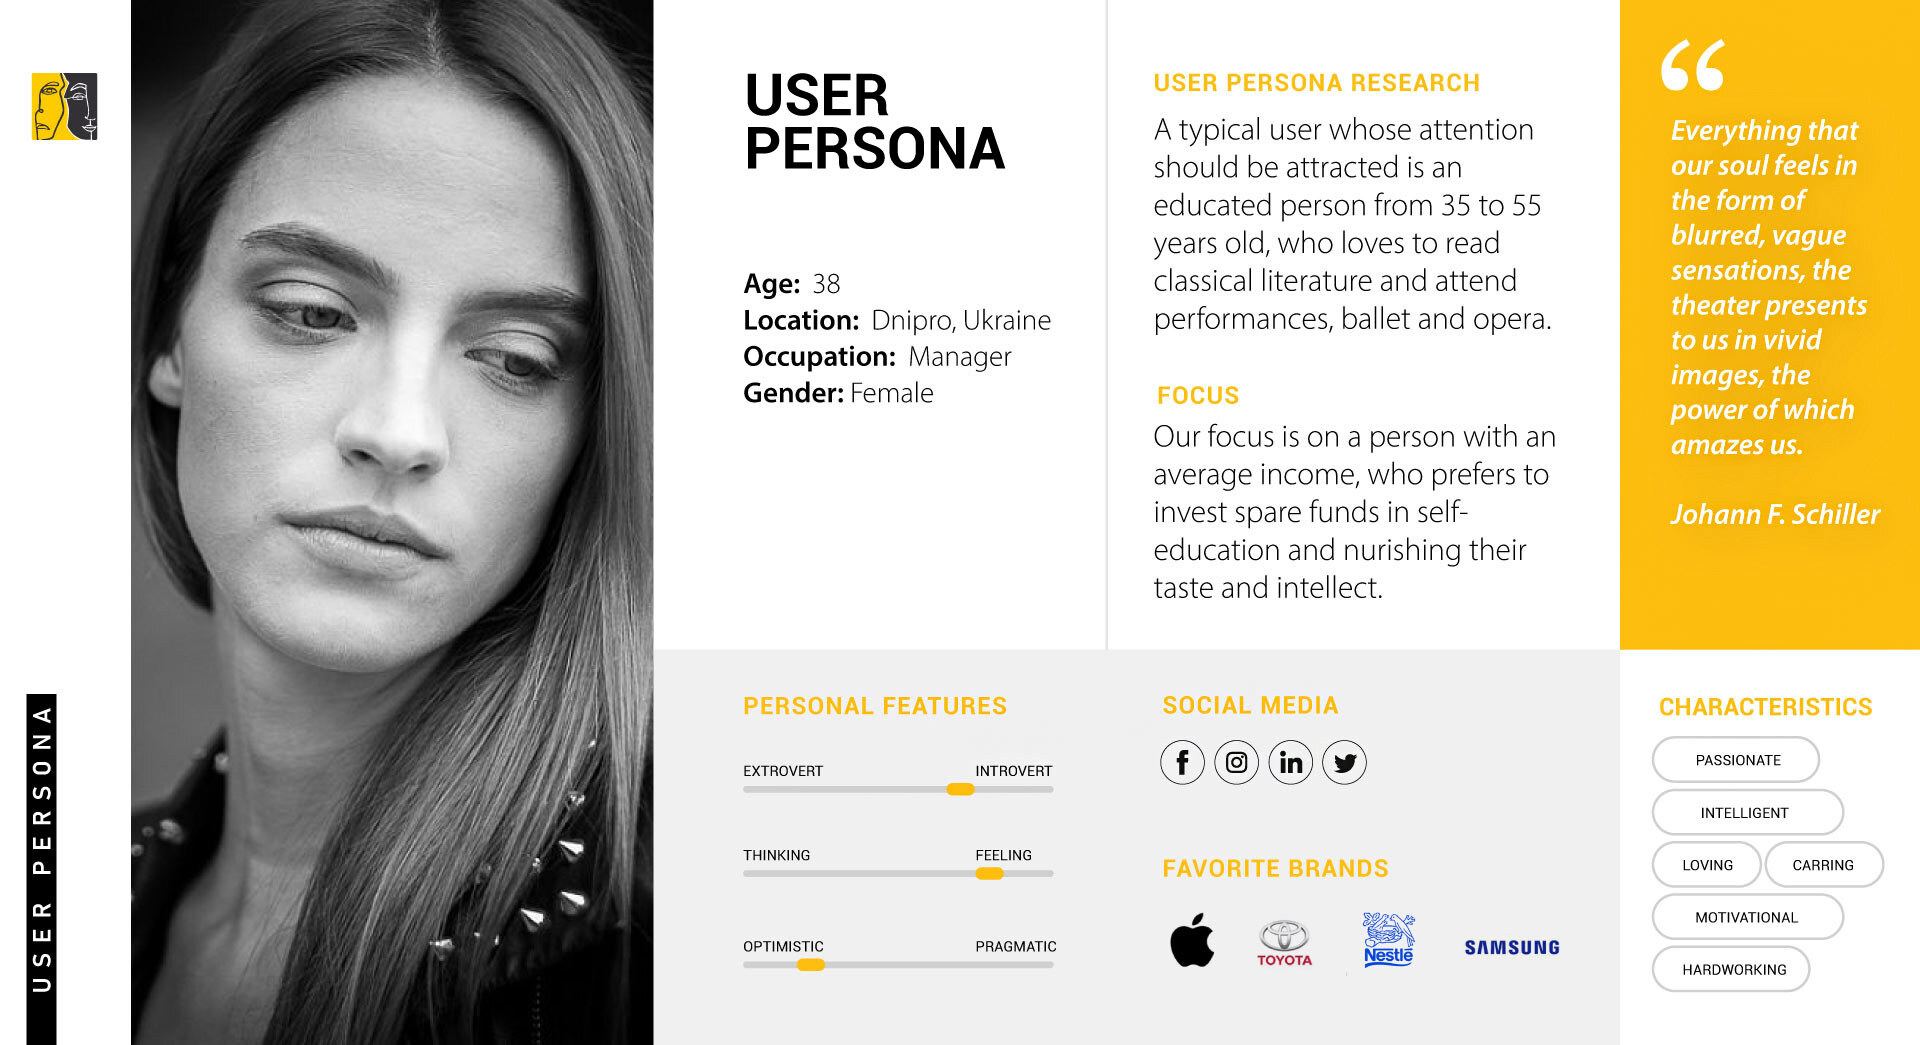 USER PERSONA
USER
PERSONA
Age: 38
Location: Dnipro, Ukraine
Occupation: Manager
Gender: Female
USER PERSONA RESEARCH
A typical user whose attention
should be attracted is an
educated person from 35 to 55
years old, who loves to read
classical literature and attend
performances, ballet and opera.
FOCUS
Our focus is on a person with an
average income, who prefers to
invest spare funds in self-
education and nurishing their
taste and intellect.
“
Everything that
our soul feels in
the form of
blurred, vague
sensations, the
theater presents
to us in vivid
images, the
power of which
amazes us.
Johann F. Schiller
PERSONAL FEATURES
EXTROVERT INTROVERT
THINKING FEELING
OPTIMISTIC PRAGMATIC
SOCIAL MEDIA
f in
FAVORITE BRANDS
TOYOTA Nestlé SAMSUNG
CHARACTERISTICS
PASSIONATE
INTELLIGENT
LOVING CARRING
MOTIVATIONAL
HARDWORKING